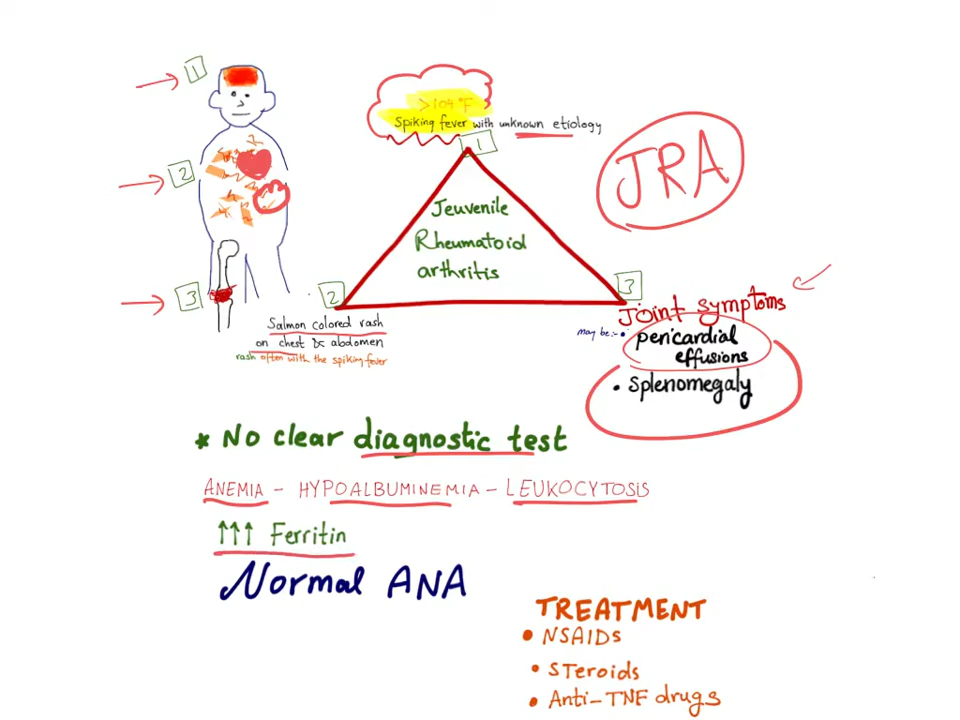 1
>104 °F
Spiking fever with unknown etiology
1
JRA
2
Jeuvenile
Rheumatoid
arthritis
3
2
3
Joint symptoms
Salmon colored rash
on chest & abdomen
rash often with the spiking fever
may be:-
• pericardial
effusions
• Splenomegaly
* No clear diagnostic test
ANEMIA - HYPOALBUMINEMIA - LEUKOCYTOSIS
↑↑↑ Ferritin
Normal ANA
TREATMENT
• NSAIDs
• STeroids
• Anti-TNF drugs